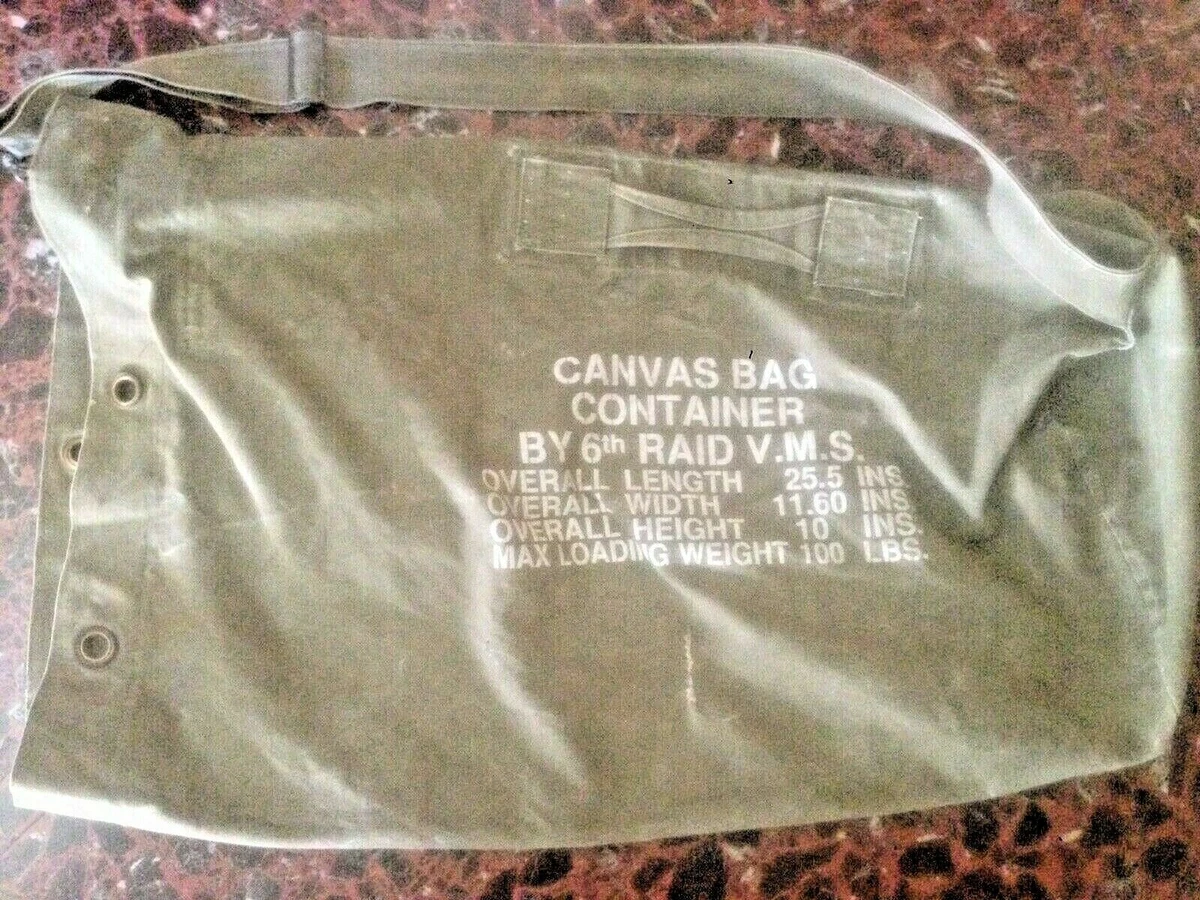 CANVAS BAG
CONTAINER
BY 6th RAID V.M.S.
OVERALL LENGTH 25.5 INS
OVERALL WIDTH 11.60 INS
OVERALL HEIGHT 10 INS.
MAX LOADING WEIGHT 100 LBS.